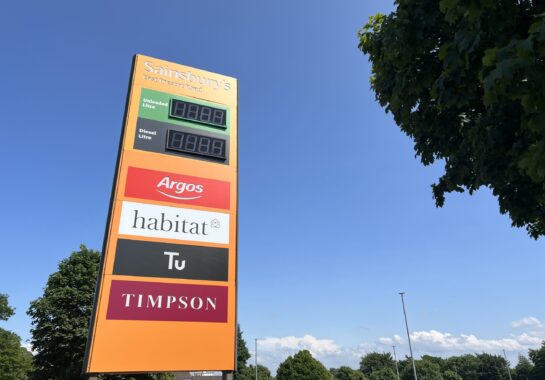 Sainsbury's
Unleaded
Litre
Diesel
Litre
Argos
habitat
Tu
TIMPSON